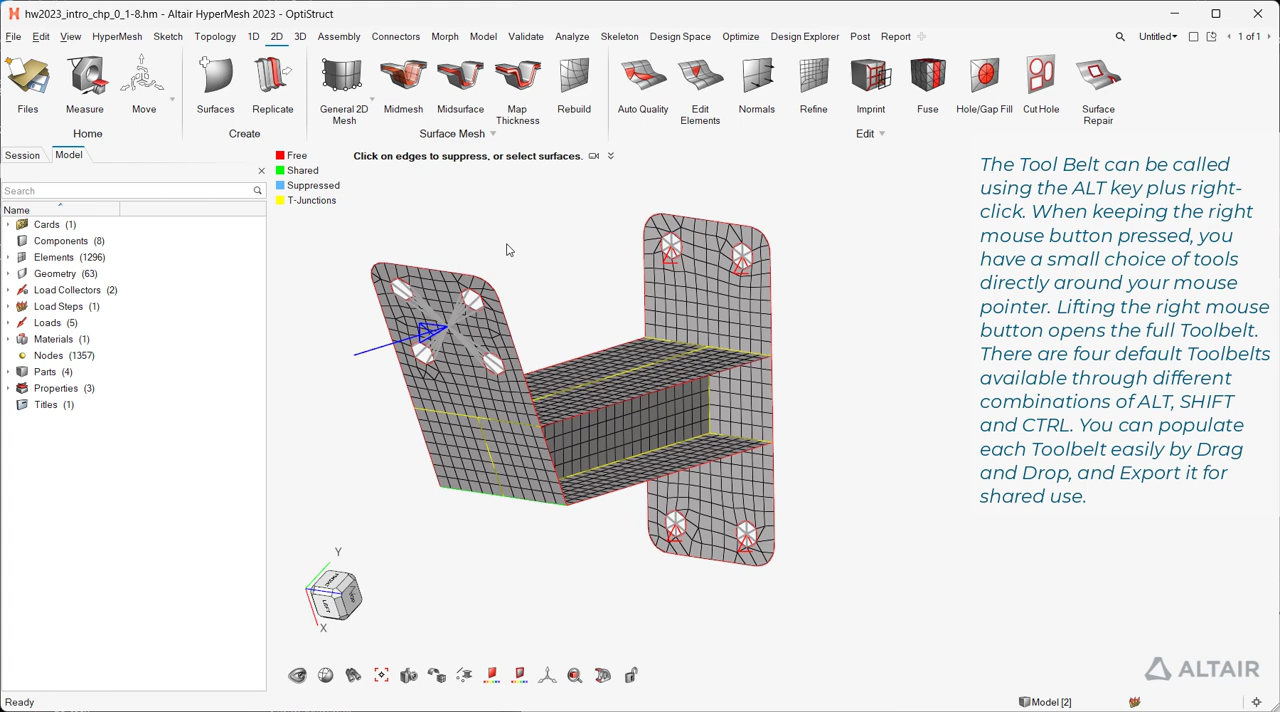 hw2023_intro_chp_0_1-8.hm - Altair HyperMesh 2023 - OptiStruct
File Edit View HyperMesh Sketch Topology 1D 2D 3D Assembly Connectors Morph Model Validate Analyze Skeleton Design Space Optimize Design Explorer Post Report Untitled 1 of 1
Files Measure Move Surfaces Replicate General 2D Mesh Midmesh Midsurface Map Thickness Rebuild Auto Quality Edit Elements Normals Refine Imprint Fuse Hole/Gap Fill Cut Hole Surface Repair
Home Create Surface Mesh Edit
Session Model
Search
Name
Cards (1)
Components (8)
Elements (1296)
Geometry (63)
Load Collectors (2)
Load Steps (1)
Loads (5)
Materials (1)
Nodes (1357)
Parts (4)
Properties (3)
Titles (1)
Free
Shared
Suppressed
T-Junctions
Click on edges to suppress, or select surfaces.
The Tool Belt can be called
using the ALT key plus right-
click. When keeping the right
mouse button pressed, you
have a small choice of tools
directly around your mouse
pointer. Lifting the right mouse
button opens the full Toolbelt.
There are four default Toolbelts
available through different
combinations of ALT, SHIFT
and CTRL. You can populate
each Toolbelt easily by Drag
and Drop, and Export it for
shared use.
Y
LEFT
X
ALTAIR
Ready Model [2]